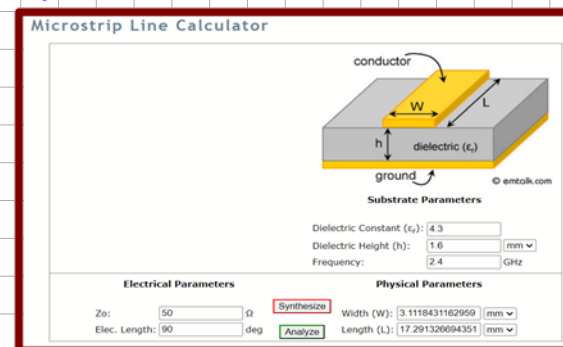 Microstrip Line Calculator
conductor
W
L
h
dielectric (εr)
ground
© emtalk.com
Substrate Parameters
Dielectric Constant (εr): 4.3
Dielectric Height (h): 1.6 mm
Frequency: 2.4 GHz
Electrical Parameters
Physical Parameters
Zo: 50 Ω Synthesize Width (W): 3.1118431162959 mm
Elec. Length: 90 deg Analyze Length (L): 17.291326694351 mm